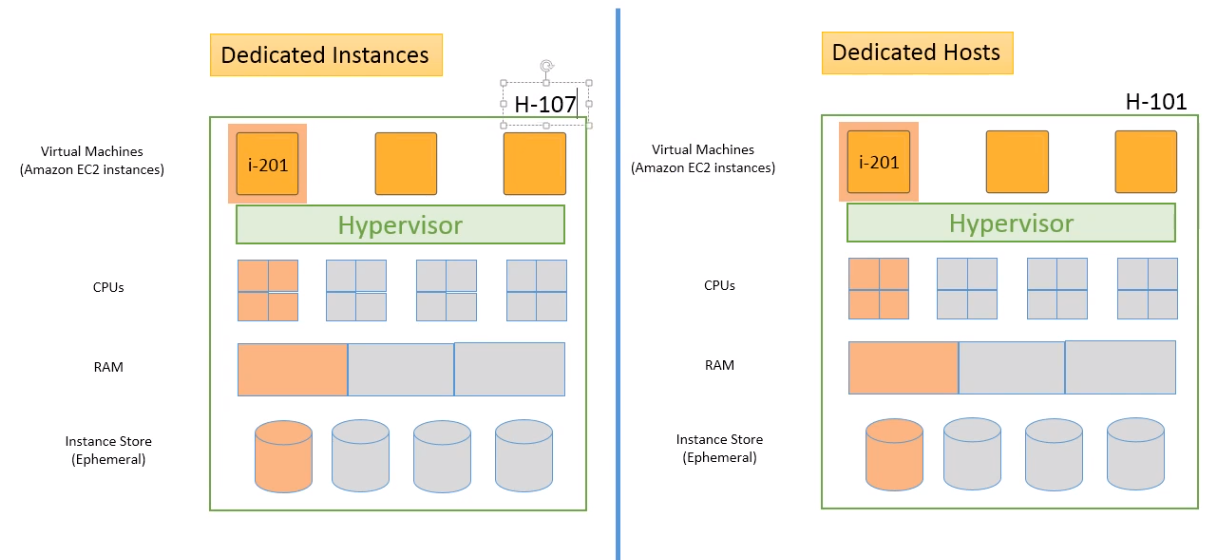 Dedicated Instances
H-107
Virtual Machines
(Amazon EC2 instances)
i-201
Hypervisor
CPUs
RAM
Instance Store
(Ephemeral)
Dedicated Hosts
H-101
Virtual Machines
(Amazon EC2 instances)
i-201
Hypervisor
CPUs
RAM
Instance Store
(Ephemeral)